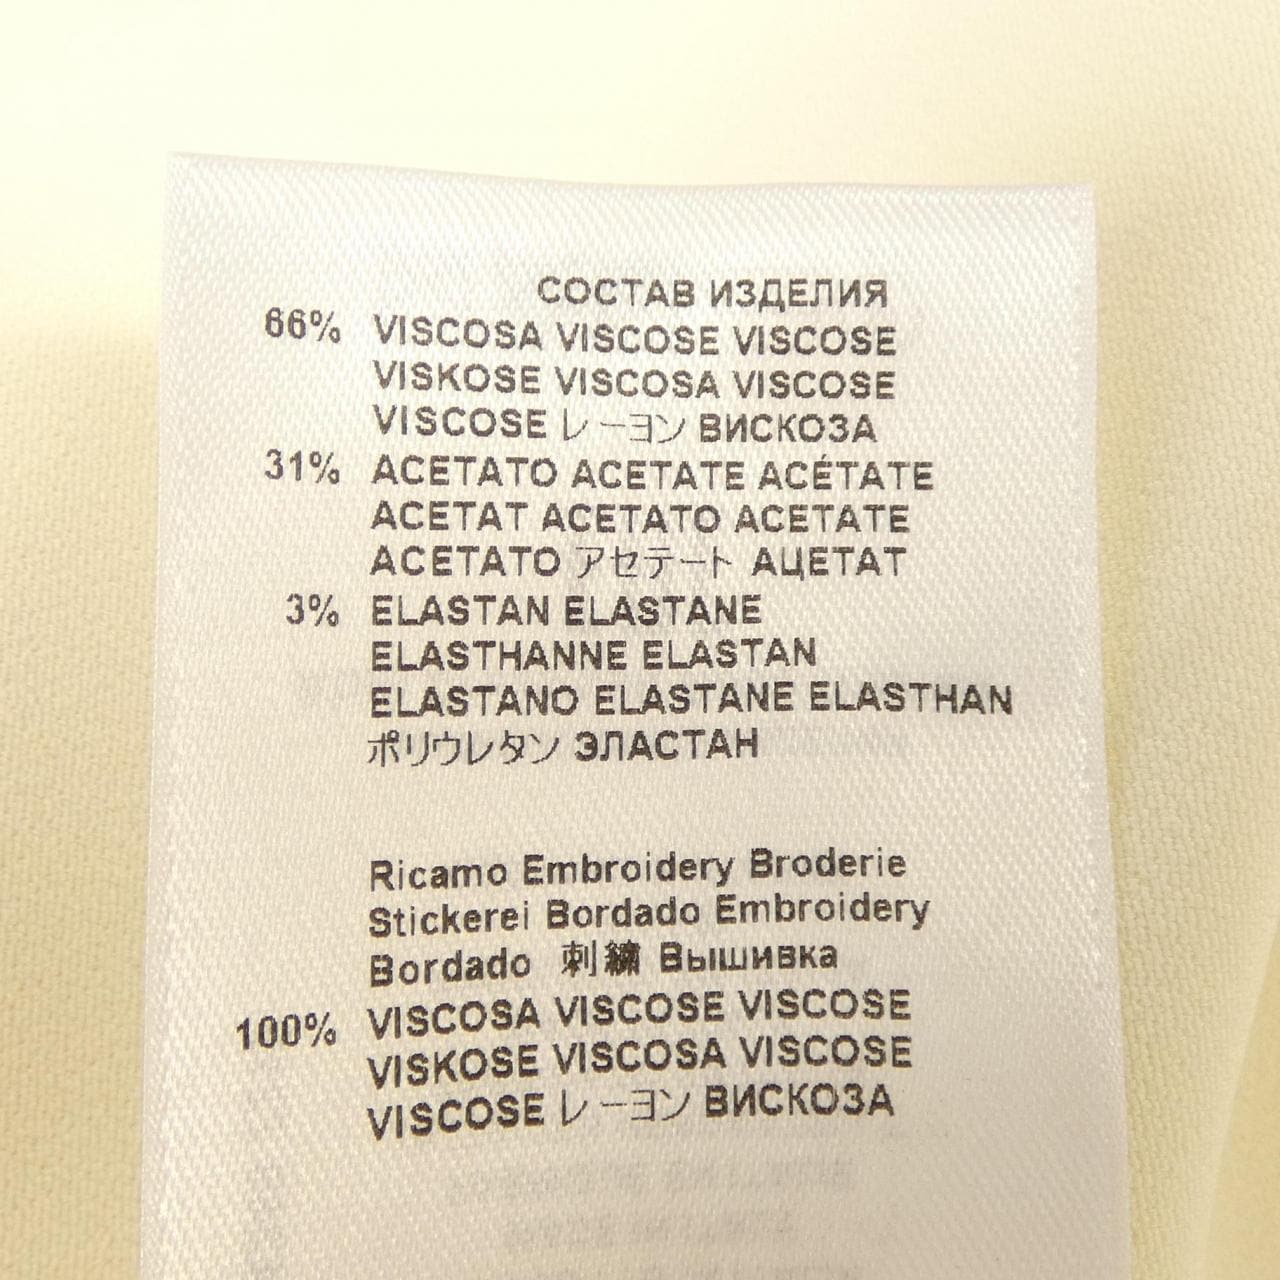 СОСТАВ ИЗДЕЛИЯ
66% VISCOSA VISCOSE VISCOSE
VISKOSE VISCOSA VISCOSE
VISCOSE レーヨン ВИСКОЗА
31% ACETATO ACETATE ACÉTATE
ACETAT ACETATO ACETATE
ACETATO アセテート АЦЕТАТ
3% ELASTAN ELASTANE
ELASTHANNE ELASTAN
ELASTANO ELASTANE ELASTHAN
ポリウレタン ЭЛАСТАН
Ricamo Embroidery Broderie
Stickerei Bordado Embroidery
Bordado 刺繍 Вышивка
100% VISCOSA VISCOSE VISCOSE
VISKOSE VISCOSA VISCOSE
VISCOSE レーヨン ВИСКОЗА